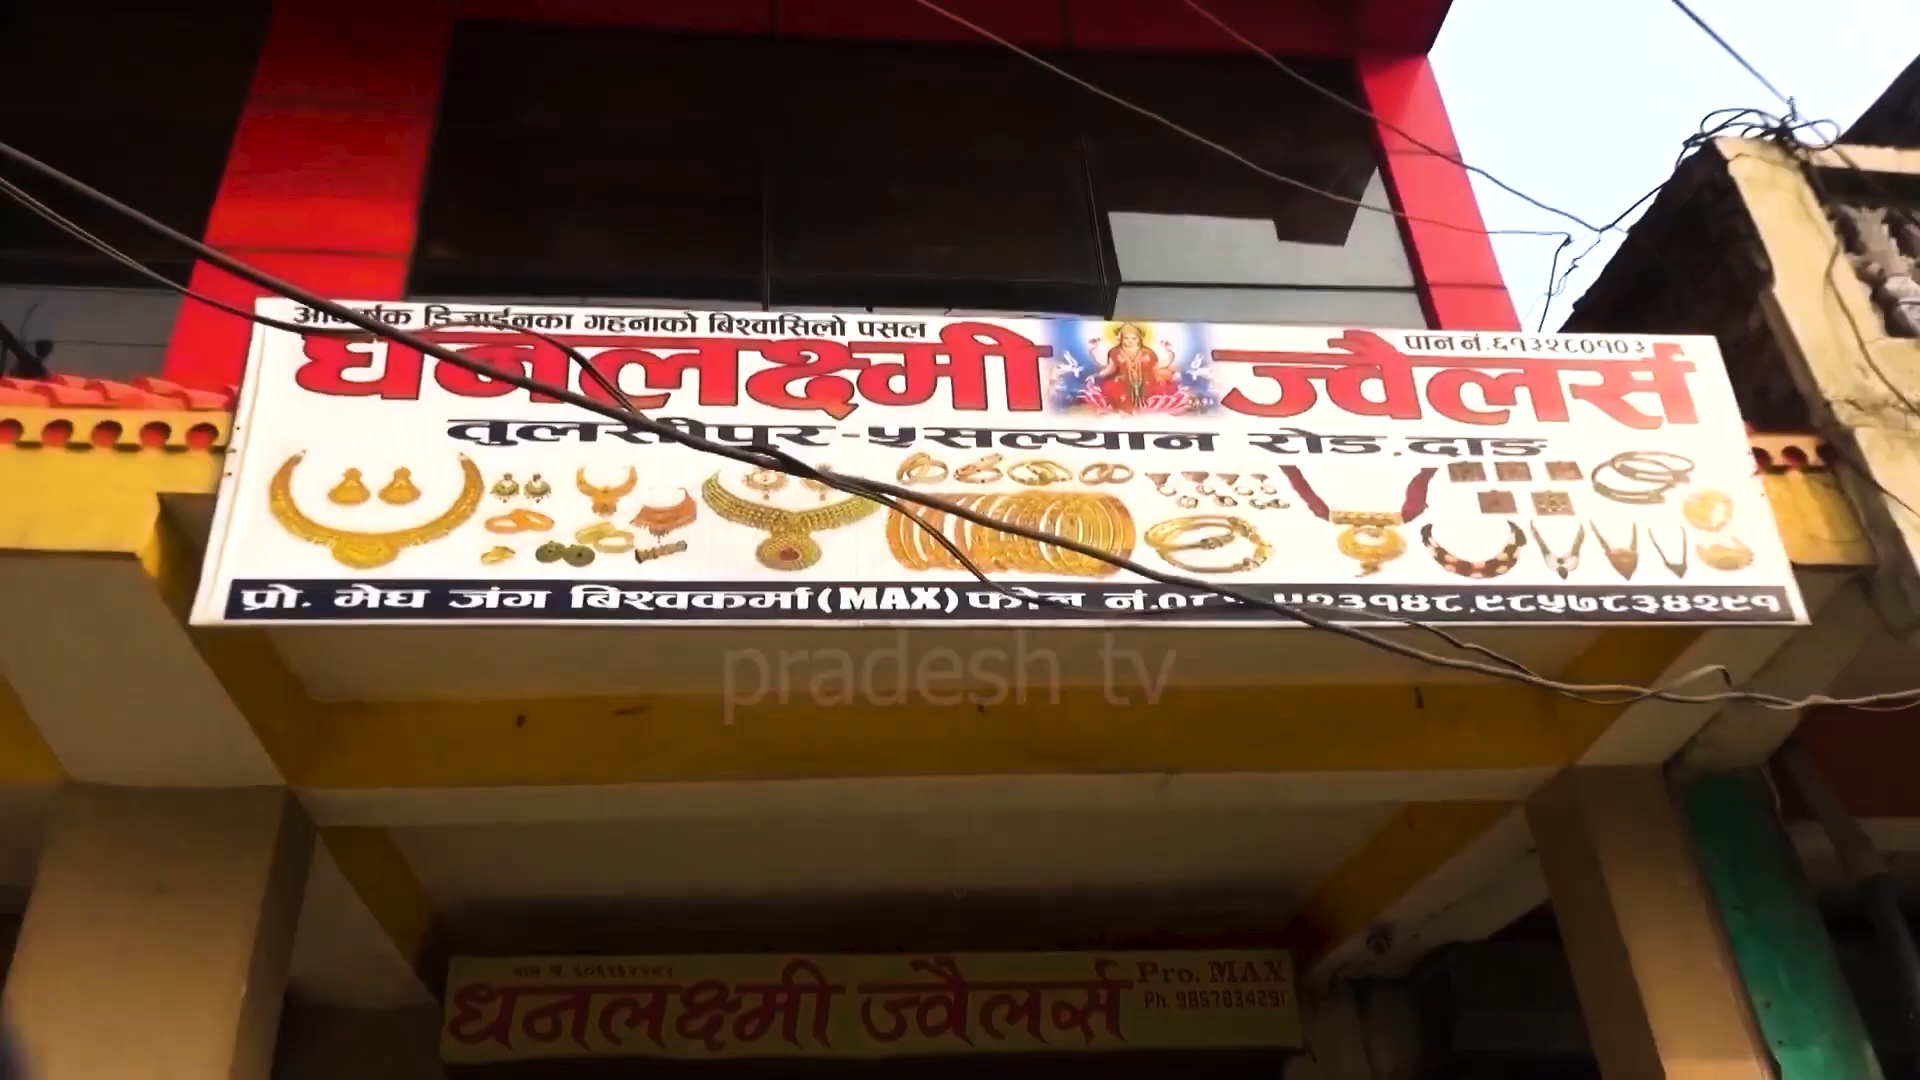 आकर्षक डिजाईनका गहनाको बिश्वासिलो पसल
पान नं.६१३२८०१०३
धनलक्ष्मी ज्वैलर्स
तुलसीपुर-५ सल्यान रोड, दाङ
प्रो. मेघ जंग बिश्वकर्मा (MAX) फोन नं. ९८५७८३४२९१
pradesh tv
धनलक्ष्मी ज्वैलर्स
Pro. MAX
Ph. 9857834291